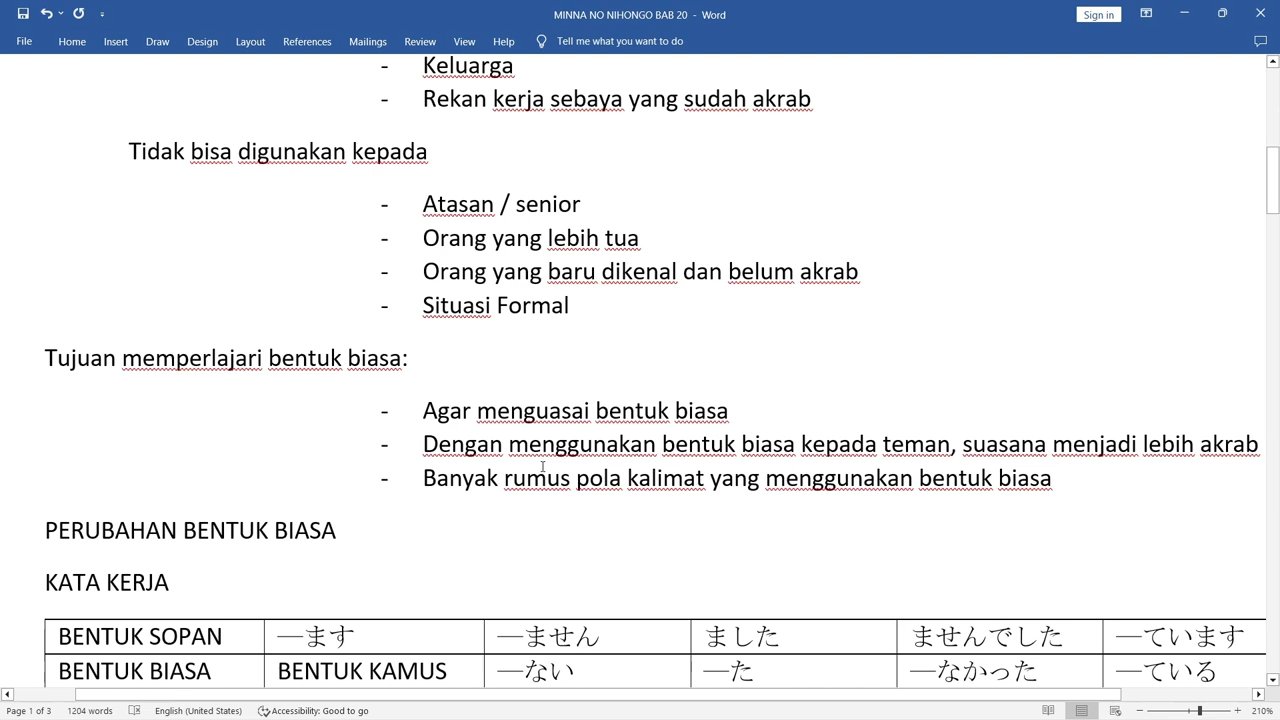 MINNA NO NIHONGO BAB 20 - Word
Sign in
File Home Insert Draw Design Layout References Mailings Review View Help Tell me what you want to do
- Keluarga
- Rekan kerja sebaya yang sudah akrab
Tidak bisa digunakan kepada
- Atasan / senior
- Orang yang lebih tua
- Orang yang baru dikenal dan belum akrab
- Situasi Formal
Tujuan memperlajari bentuk biasa:
- Agar menguasai bentuk biasa
- Dengan menggunakan bentuk biasa kepada teman, suasana menjadi lebih akrab
- Banyak rumus pola kalimat yang menggunakan bentuk biasa
PERUBAHAN BENTUK BIASA
KATA KERJA
BENTUK SOPAN —ます —ません ました ませんでした —ています
BENTUK BIASA BENTUK KAMUS —ない —た —なかった —ている
Page 1 of 3 1204 words English (United States) Accessibility: Good to go 210%